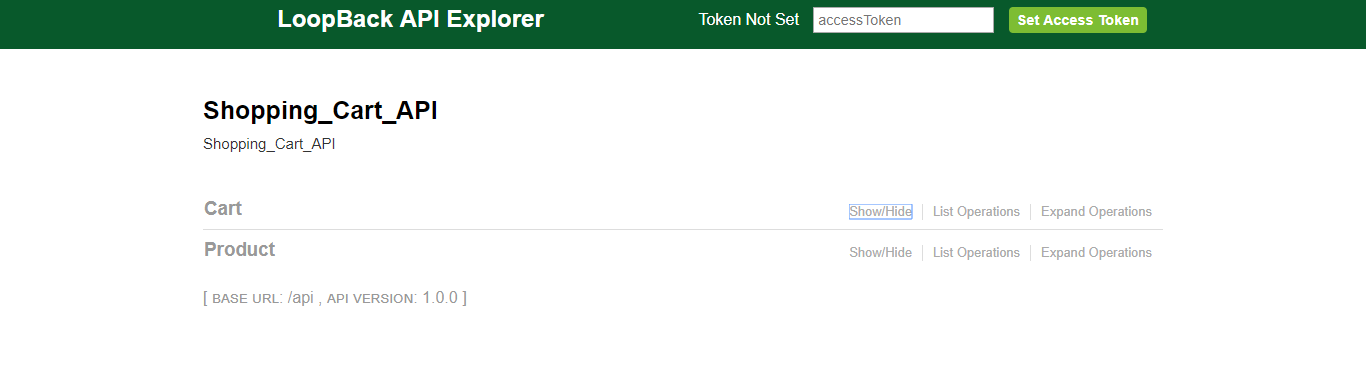 LoopBack API Explorer Token Not Set accessToken Set Access Token
Shopping_Cart_API
Shopping_Cart_API
Cart Show/Hide List Operations Expand Operations
Product Show/Hide List Operations Expand Operations
[ BASE URL: /api , API VERSION: 1.0.0 ]